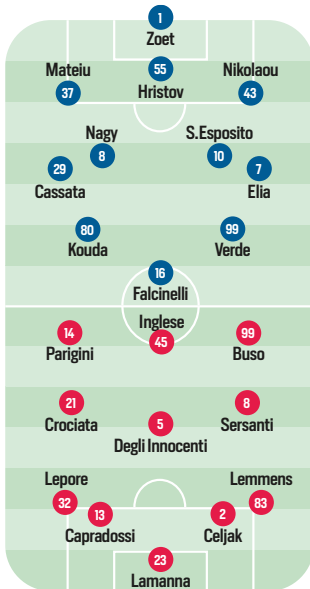 1
Zoet
Mateiu 55 Nikolaou
37 Hristov 43
Nagy S.Esposito
8 10
29 7
Cassata Elia
80 99
Kouda Verde
16
Falcinelli
Inglese
14 45 99
Parigini Buso
21 8
Crociata 5 Sersanti
Degli Innocenti
Lepore Lemmens
32 83
13 2
Capradossi Celjak
23
Lamanna